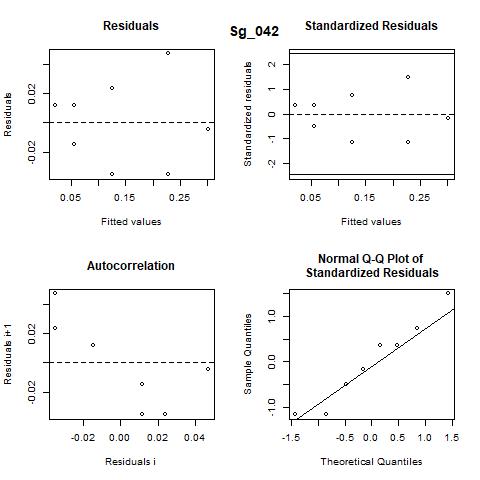 Sg_042
Residuals
Residuals
0.02
-0.02
0.05
0.15
0.25
Fitted values
Standardized Residuals
Standardized residuals
2
1
0
-1
-2
0.05
0.15
0.25
Fitted values
Autocorrelation
Residuals i+1
0.02
-0.02
-0.02
0.00
0.02
0.04
Residuals i
Normal Q-Q Plot of
Standardized Residuals
Sample Quantiles
1.0
0.0
-1.0
-1.5
-0.5
0.0
0.5
1.0
1.5
Theoretical Quantiles